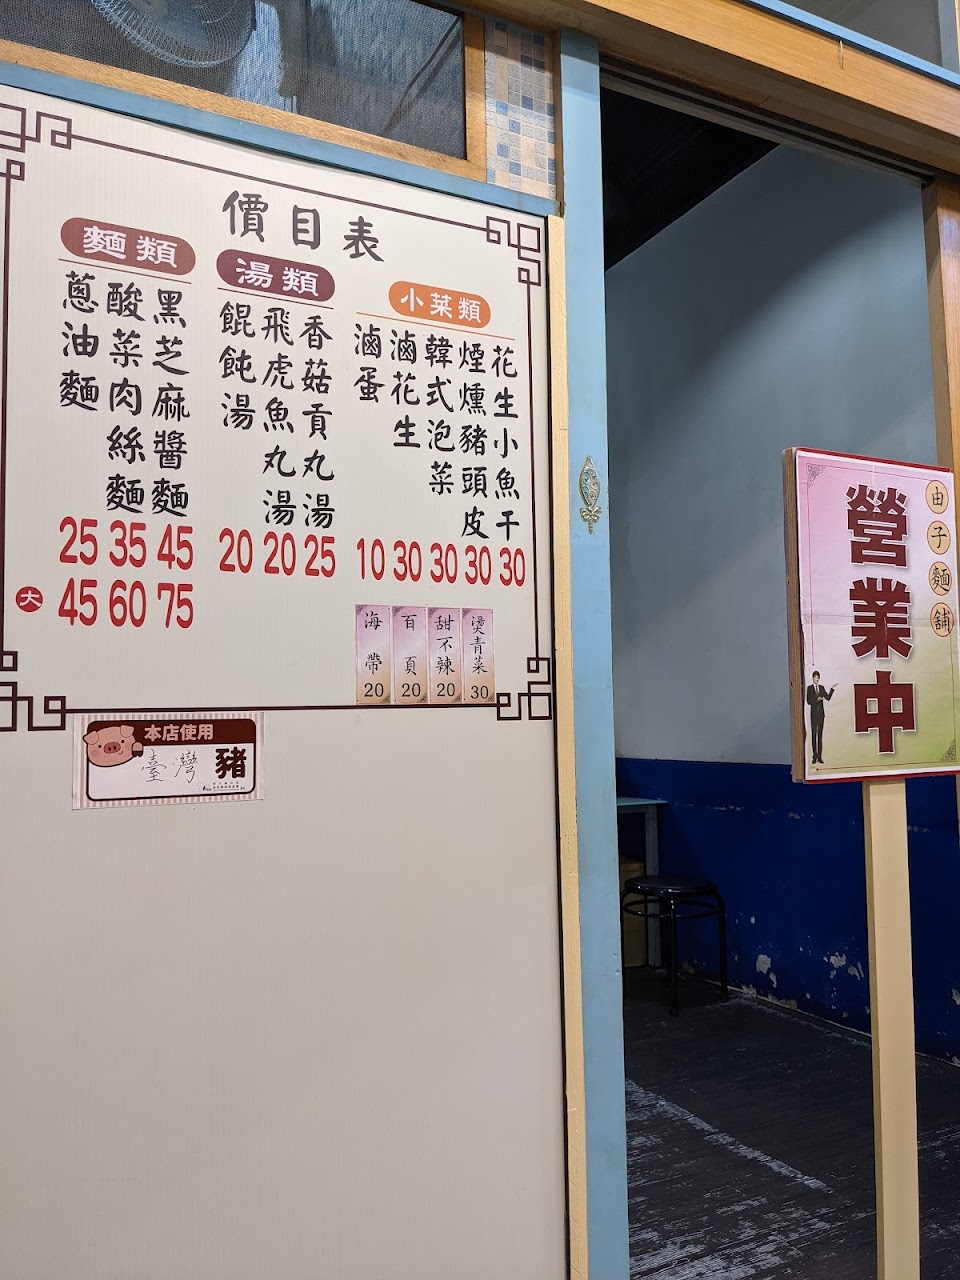 價目表
麵類
蔥油麵
酸菜肉絲麵
黑芝麻醬麵
25 35 45
大 45 60 75
湯類
餛飩湯
飛虎魚丸湯
香菇貢丸湯
20 20 25
小菜類
滷蛋
滷花生
韓式泡菜
煙燻豬頭皮
花生小魚干
10 30 30 30 30
海帶 20
百頁 20
甜不辣 20
燙青菜 30
本店使用
臺灣 豬
由子麵舖
營業中